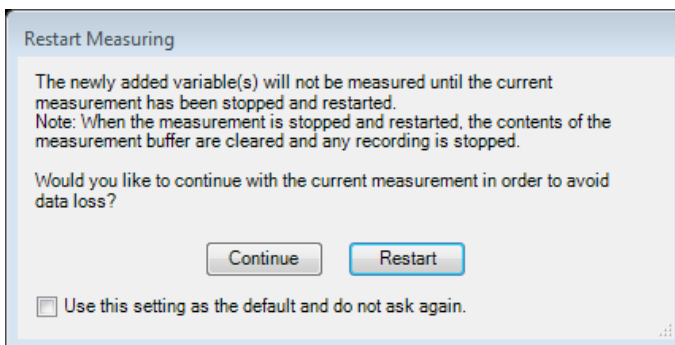 Restart Measuring
The newly added variable(s) will not be measured until the current
measurement has been stopped and restarted.
Note: When the measurement is stopped and restarted, the contents of the
measurement buffer are cleared and any recording is stopped.
Would you like to continue with the current measurement in order to avoid
data loss?
Continue Restart
Use this setting as the default and do not ask again.